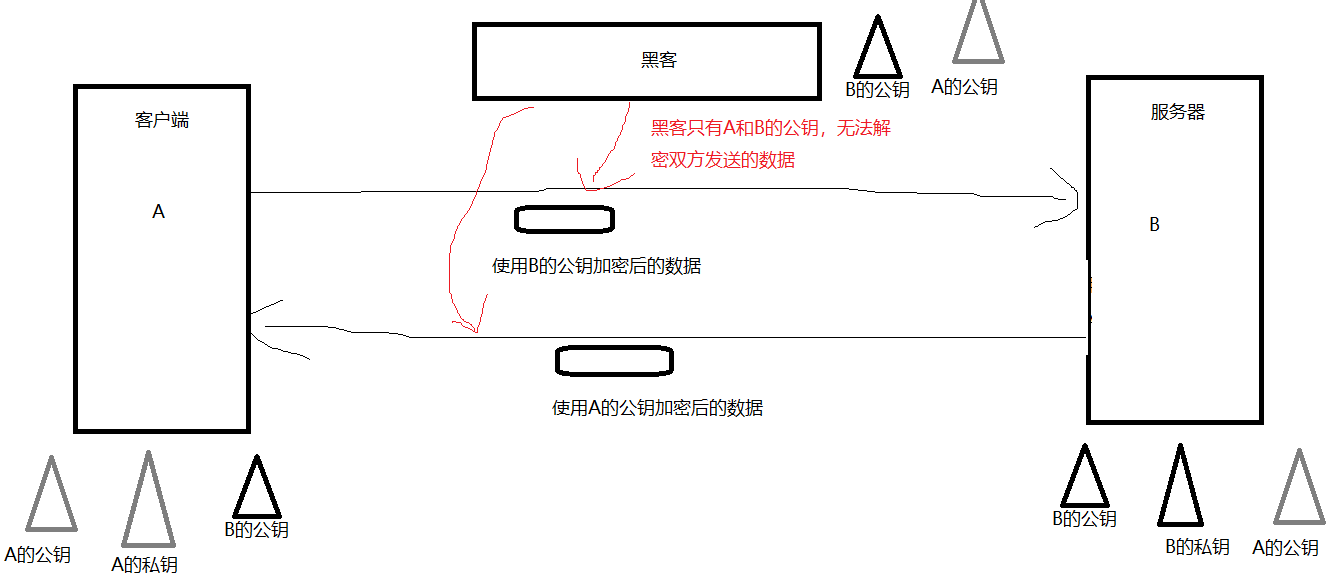 黑客
B的公钥
A的公钥
客户端
服务器
黑客只有A和B的公钥，无法解
密双方发送的数据
A
B
使用B的公钥加密后的数据
使用A的公钥加密后的数据
A的公钥
A的私钥
B的公钥
B的公钥
B的私钥
A的公钥